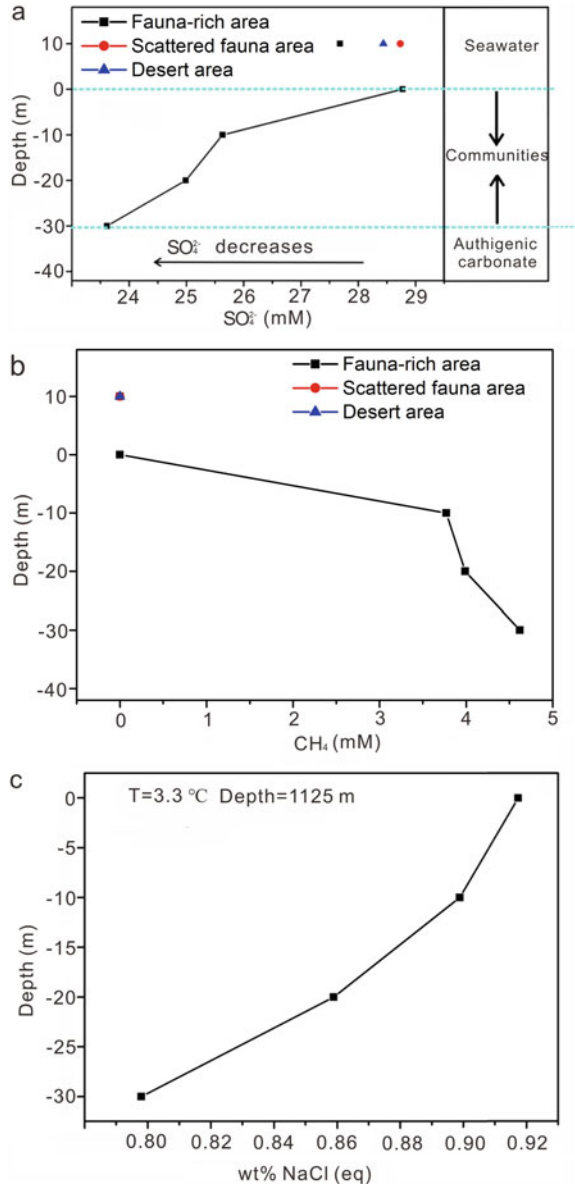 a
Fauna-rich area
Scattered fauna area
Desert area
Seawater
Communities
Authigenic
carbonate
SO₄²⁻ decreases
Depth (m)
10
0
-10
-20
-30
-40
24 25 26 27 28 29
SO₄²⁻ (mM)
b
Fauna-rich area
Scattered fauna area
Desert area
Depth (m)
10
0
-10
-20
-30
-40
0 1 2 3 4 5
CH₄ (mM)
c
T=3.3 ℃ Depth=1125 m
Depth (m)
0
-5
-10
-15
-20
-25
-30
0.80 0.82 0.84 0.86 0.88 0.90 0.92
wt% NaCl (eq)